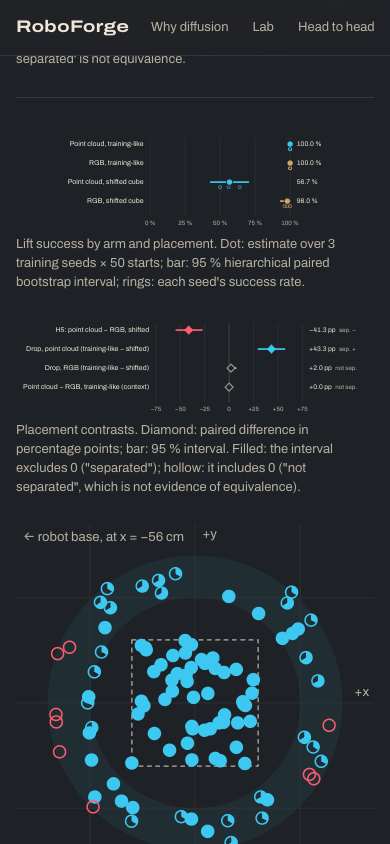 RoboForge Why diffusion Lab Head to head
separated' is not equivalence.
Point cloud, training-like 100.0 %
RGB, training-like 100.0 %
Point cloud, shifted cube 56.7 %
RGB, shifted cube 98.0 %
0 % 25 % 50 % 75 % 100 %
Lift success by arm and placement. Dot: estimate over 3
training seeds × 50 starts; bar: 95 % hierarchical paired
bootstrap interval; rings: each seed's success rate.
H5: point cloud − RGB, shifted −41.3 pp sep. −
Drop, point cloud (training-like − shifted) +43.3 pp sep. +
Drop, RGB (training-like − shifted) +2.0 pp not sep.
Point cloud − RGB, training-like (context) +0.0 pp not sep.
−75 −50 −25 0 +25 +50 +75
Placement contrasts. Diamond: paired difference in
percentage points; bar: 95 % interval. Filled: the interval
excludes 0 ("separated"); hollow: it includes 0 ("not
separated", which is not evidence of equivalence).
← robot base, at x = −56 cm +y
+x